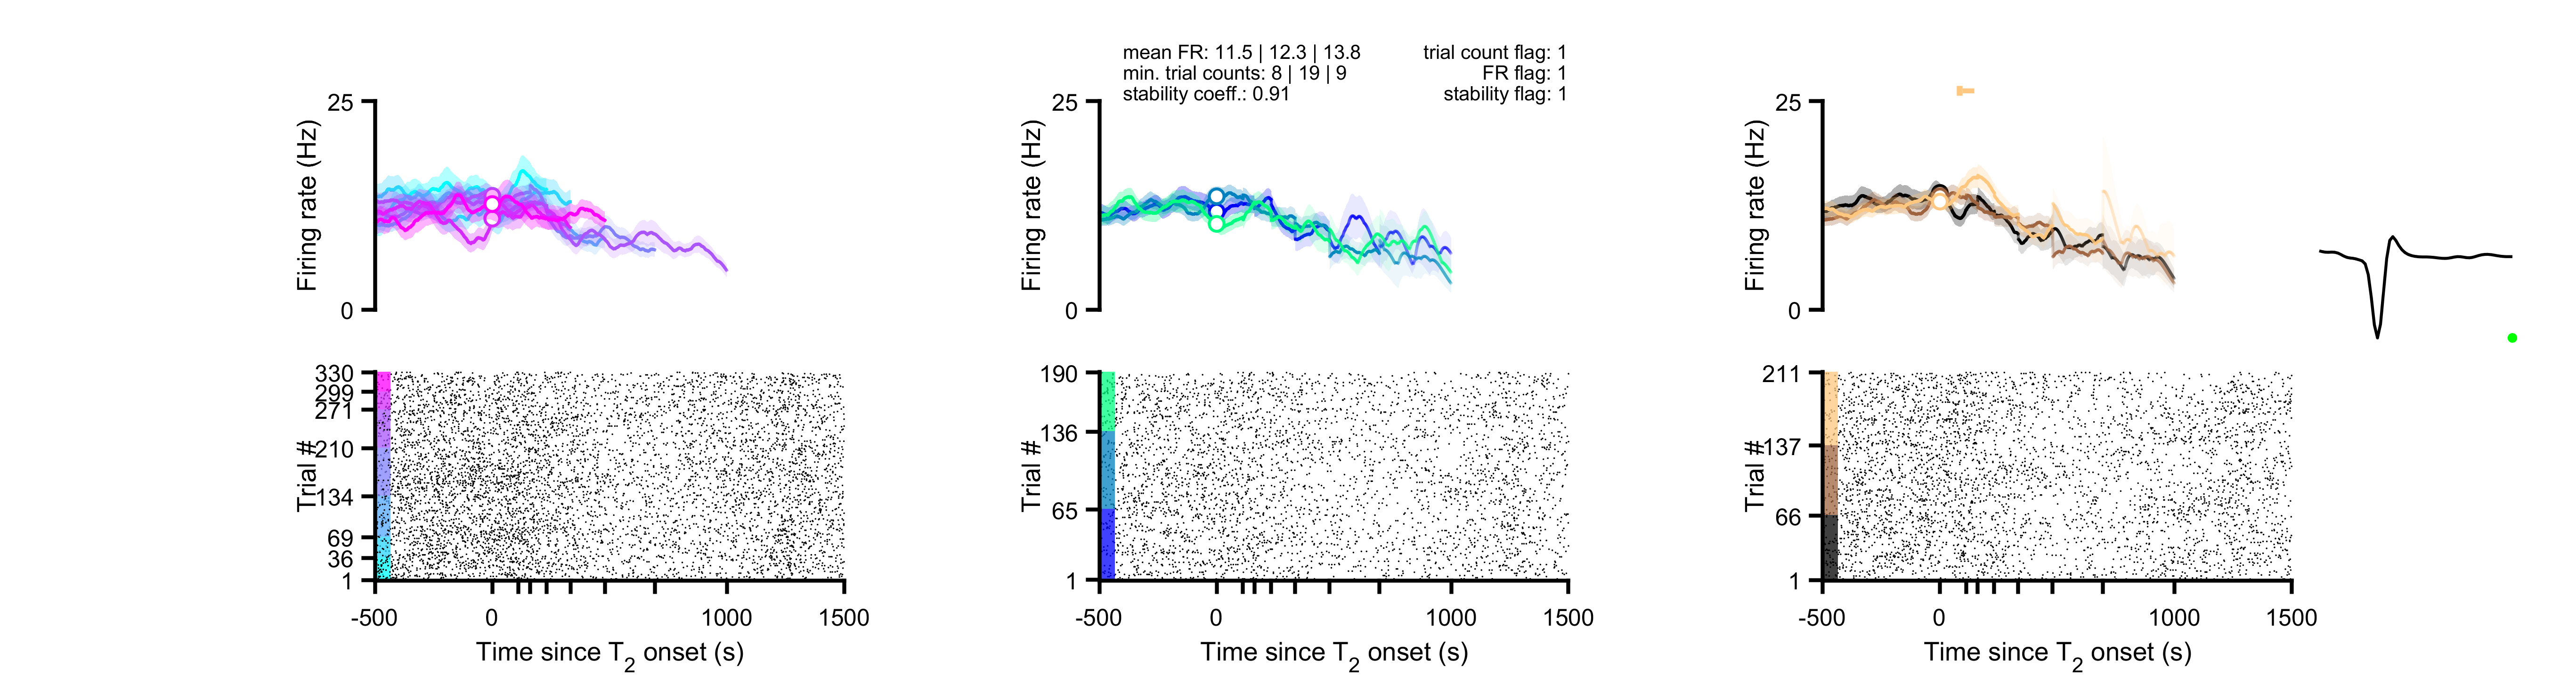 mean FR: 11.5 | 12.3 | 13.8
min. trial counts: 8 | 19 | 9
stability coeff.: 0.91
trial count flag: 1
FR flag: 1
stability flag: 1
25
Firing rate (Hz)
0
25
Firing rate (Hz)
0
25
Firing rate (Hz)
0
330
299
271
210
134
69
36
1
Trial #
-500
0
1000
1500
Time since T2 onset (s)
190
136
65
1
Trial #
-500
0
1000
1500
Time since T2 onset (s)
211
137
66
1
Trial #
-500
0
1000
1500
Time since T2 onset (s)